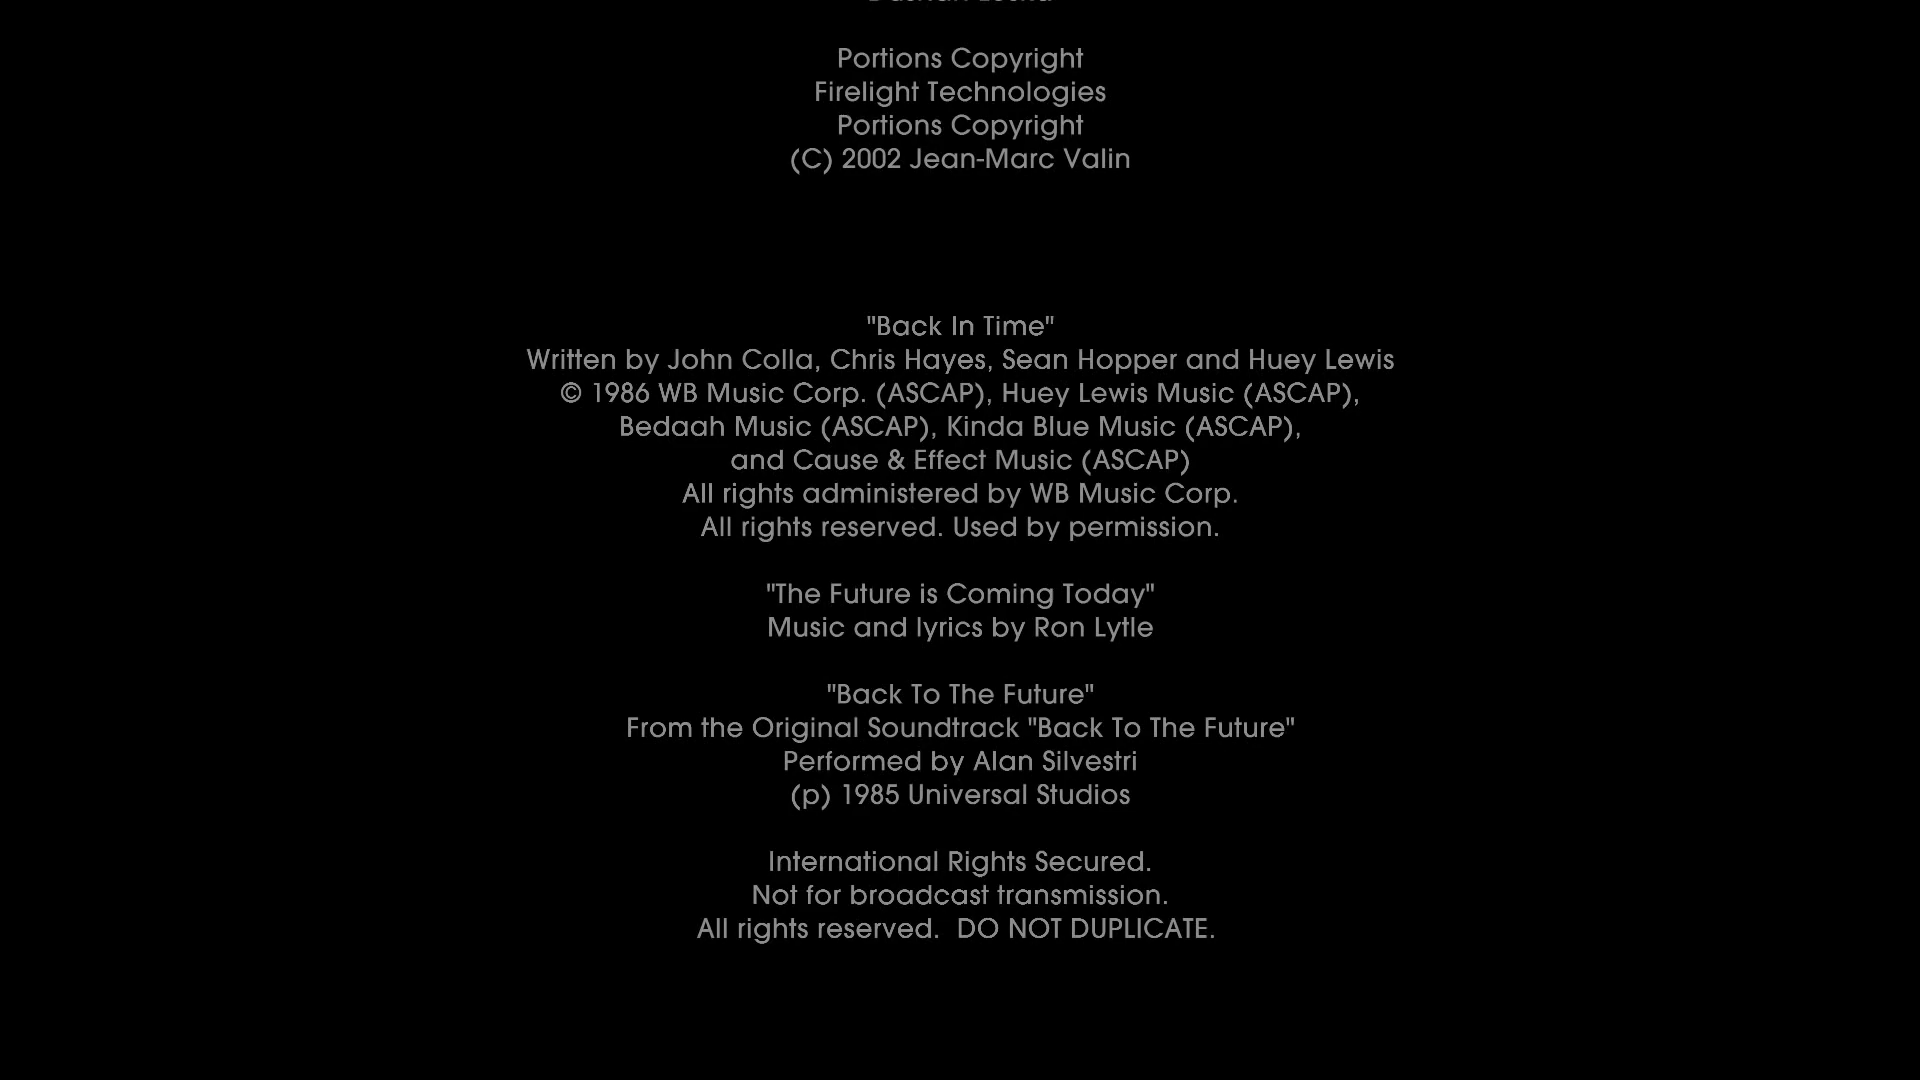 Portions Copyright
Firelight Technologies
Portions Copyright
(C) 2002 Jean-Marc Valin
"Back In Time"
Written by John Colla, Chris Hayes, Sean Hopper and Huey Lewis
© 1986 WB Music Corp. (ASCAP), Huey Lewis Music (ASCAP),
Bedaah Music (ASCAP), Kinda Blue Music (ASCAP),
and Cause & Effect Music (ASCAP)
All rights administered by WB Music Corp.
All rights reserved. Used by permission.
"The Future is Coming Today"
Music and lyrics by Ron Lytle
"Back To The Future"
From the Original Soundtrack "Back To The Future"
Performed by Alan Silvestri
(p) 1985 Universal Studios
International Rights Secured.
Not for broadcast transmission.
All rights reserved.  DO NOT DUPLICATE.